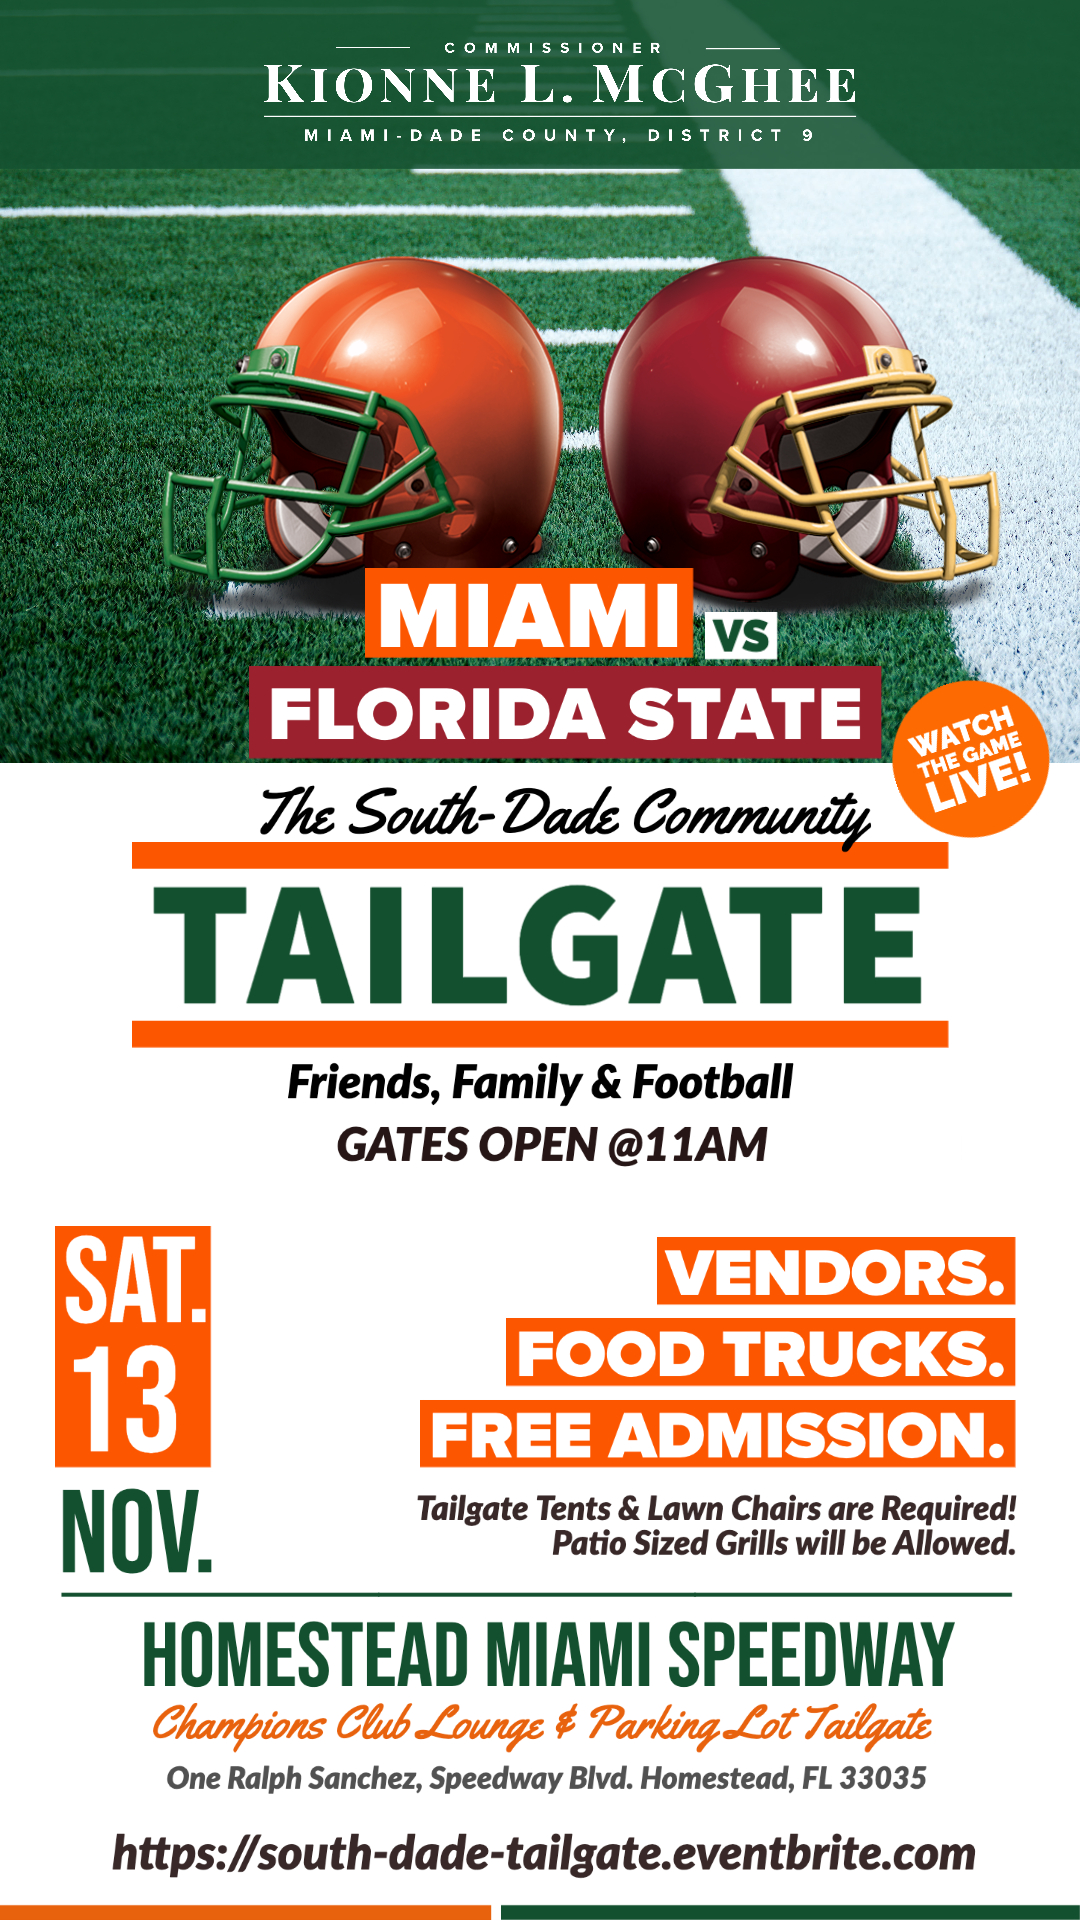 COMMISSIONER
KIONNE L. MCGHEE
MIAMI-DADE COUNTY, DISTRICT 9
MIAMI VS
FLORIDA STATE
WATCH
THE GAME
LIVE!
The South-Dade Community
TAILGATE
Friends, Family & Football
GATES OPEN @11AM
SAT.
13
NOV.
VENDORS.
FOOD TRUCKS.
FREE ADMISSION.
Tailgate Tents & Lawn Chairs are Required!
Patio Sized Grills will be Allowed.
HOMESTEAD MIAMI SPEEDWAY
Champions Club Lounge & Parking Lot Tailgate
One Ralph Sanchez, Speedway Blvd. Homestead, FL 33035
https://south-dade-tailgate.eventbrite.com